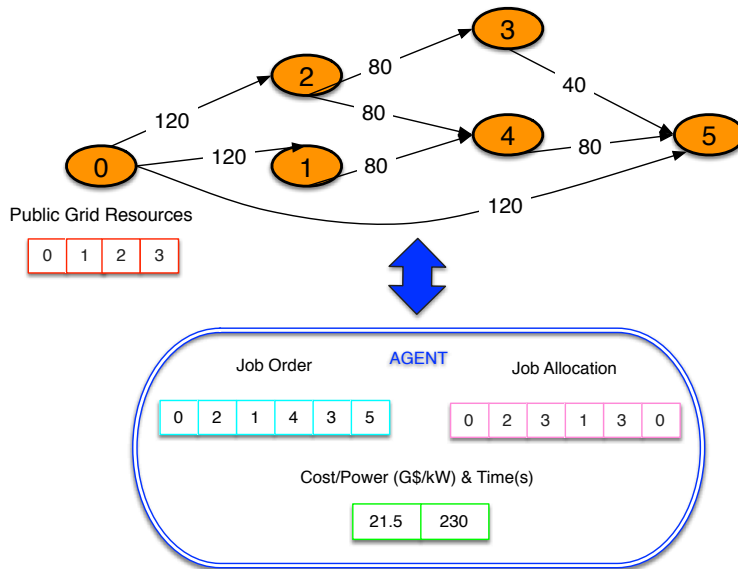 3
80
2
40
80
120
4
5
80
0
120
1
80
120
Public Grid Resources
0 1 2 3
AGENT
Job Order
Job Allocation
0 2 1 4 3 5
0 2 3 1 3 0
Cost/Power (G$/kW) & Time(s)
21.5 230